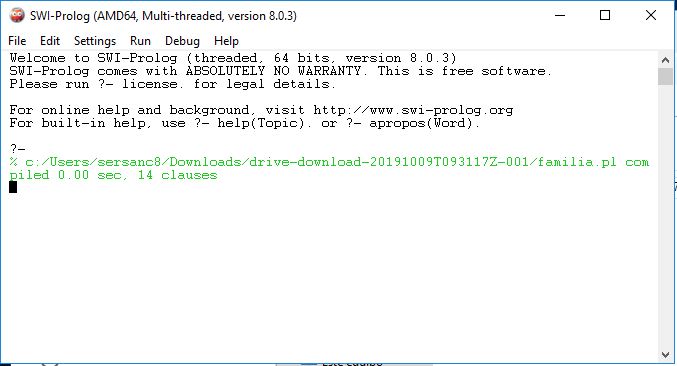 SWI-Prolog (AMD64, Multi-threaded, version 8.0.3)
File Edit Settings Run Debug Help
Welcome to SWI-Prolog (threaded, 64 bits, version 8.0.3)
SWI-Prolog comes with ABSOLUTELY NO WARRANTY. This is free software.
Please run ?- license. for legal details.
For online help and background, visit http://www.swi-prolog.org
For built-in help, use ?- help(Topic). or ?- apropos(Word).
?-
% c:/Users/sersanc8/Downloads/drive-download-20191009T093117Z-001/familia.pl com
piled 0.00 sec, 14 clauses